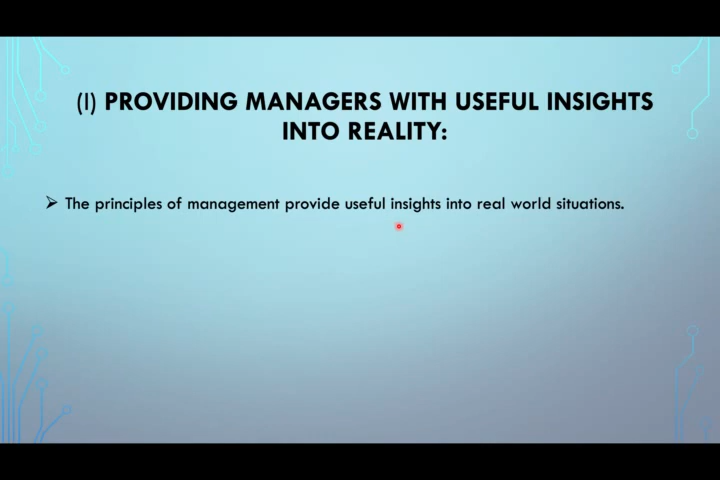 (I) PROVIDING MANAGERS WITH USEFUL INSIGHTS
INTO REALITY:
➢ The principles of management provide useful insights into real world situations.